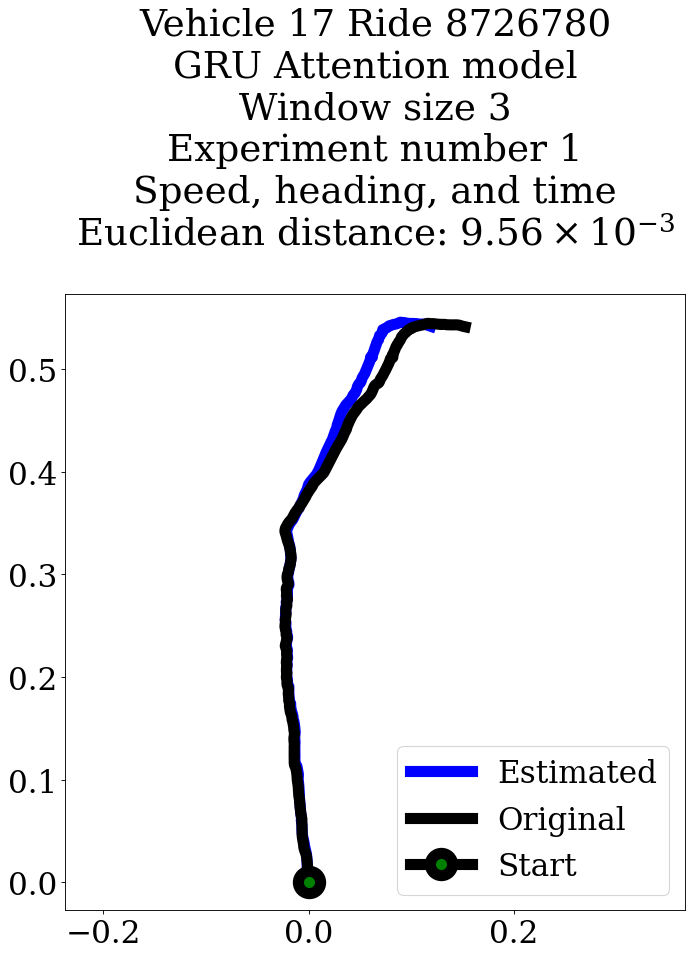 Vehicle 17 Ride 8726780
GRU Attention model
Window size 3
Experiment number 1
Speed, heading, and time
Euclidean distance: 9.56 × 10⁻³
0.5
0.4
0.3
0.2
0.1
0.0
−0.2
0.0
0.2
Estimated
Original
Start